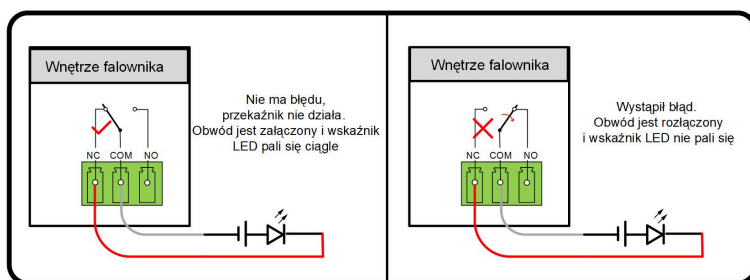 Wnętrze falownika
Nie ma błędu,
przekaźnik nie działa.
Obwód jest załączony i wskaźnik
LED pali się ciągle
NC COM NO
Wnętrze falownika
Wystąpił błąd.
Obwód jest rozłączony
i wskaźnik LED nie pali się
NC COM NO